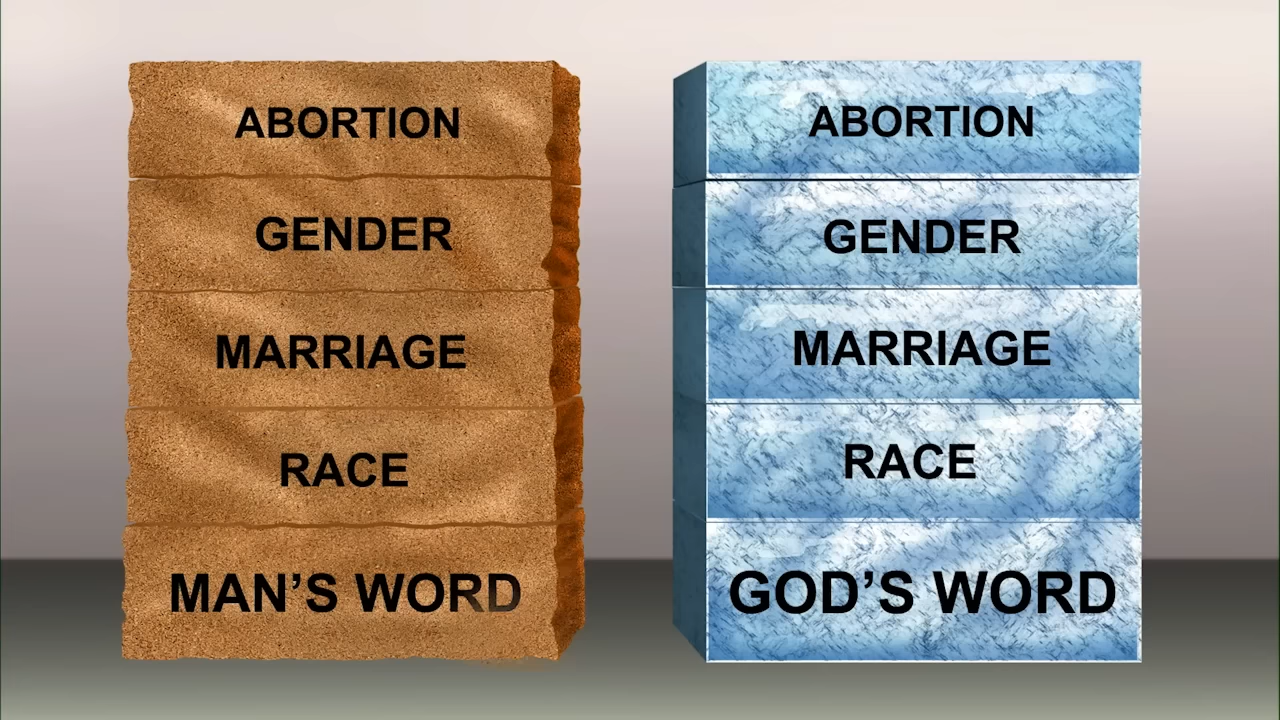 ABORTION
GENDER
MARRIAGE
RACE
MAN'S WORD
ABORTION
GENDER
MARRIAGE
RACE
GOD'S WORD